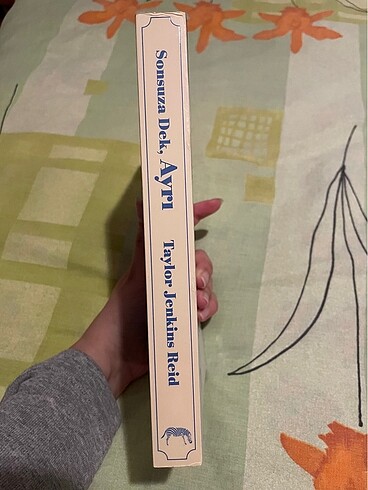 Sonsuza Dek, Ayrı
Taylor Jenkins Reid